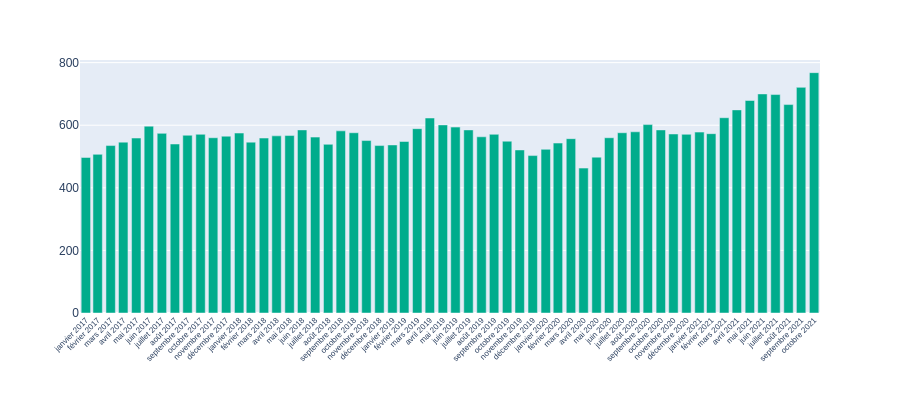 800
600
400
200
0
janvier 2017
février 2017
mars 2017
avril 2017
mai 2017
juin 2017
juillet 2017
août 2017
septembre 2017
octobre 2017
novembre 2017
décembre 2017
janvier 2018
février 2018
mars 2018
avril 2018
mai 2018
juin 2018
juillet 2018
août 2018
septembre 2018
octobre 2018
novembre 2018
décembre 2018
janvier 2019
février 2019
mars 2019
avril 2019
mai 2019
juin 2019
juillet 2019
août 2019
septembre 2019
octobre 2019
novembre 2019
décembre 2019
janvier 2020
février 2020
mars 2020
avril 2020
mai 2020
juin 2020
juillet 2020
août 2020
septembre 2020
octobre 2020
novembre 2020
décembre 2020
janvier 2021
février 2021
mars 2021
avril 2021
mai 2021
juin 2021
juillet 2021
août 2021
septembre 2021
octobre 2021